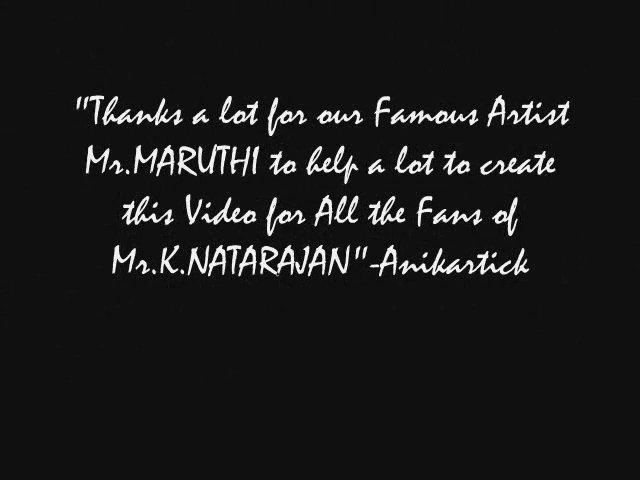 "Thanks a lot for our Famous Artist
Mr.MARUTHI to help a lot to create
this Video for All the Fans of
Mr.K.NATARAJAN"-Anikartick